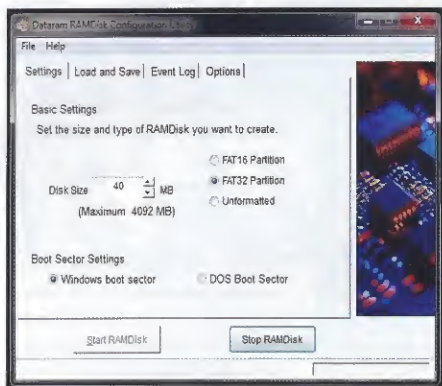 Dataram RAMDisk Configuration Utility
File Help
Settings Load and Save Event Log Options
Basic Settings
Set the size and type of RAMDisk you want to create.
FAT16 Partition
Disk Size 40 MB FAT32 Partition
(Maximum 4092 MB) Unformatted
Boot Sector Settings
Windows boot sector DOS Boot Sector
Start RAMDisk Stop RAMDisk